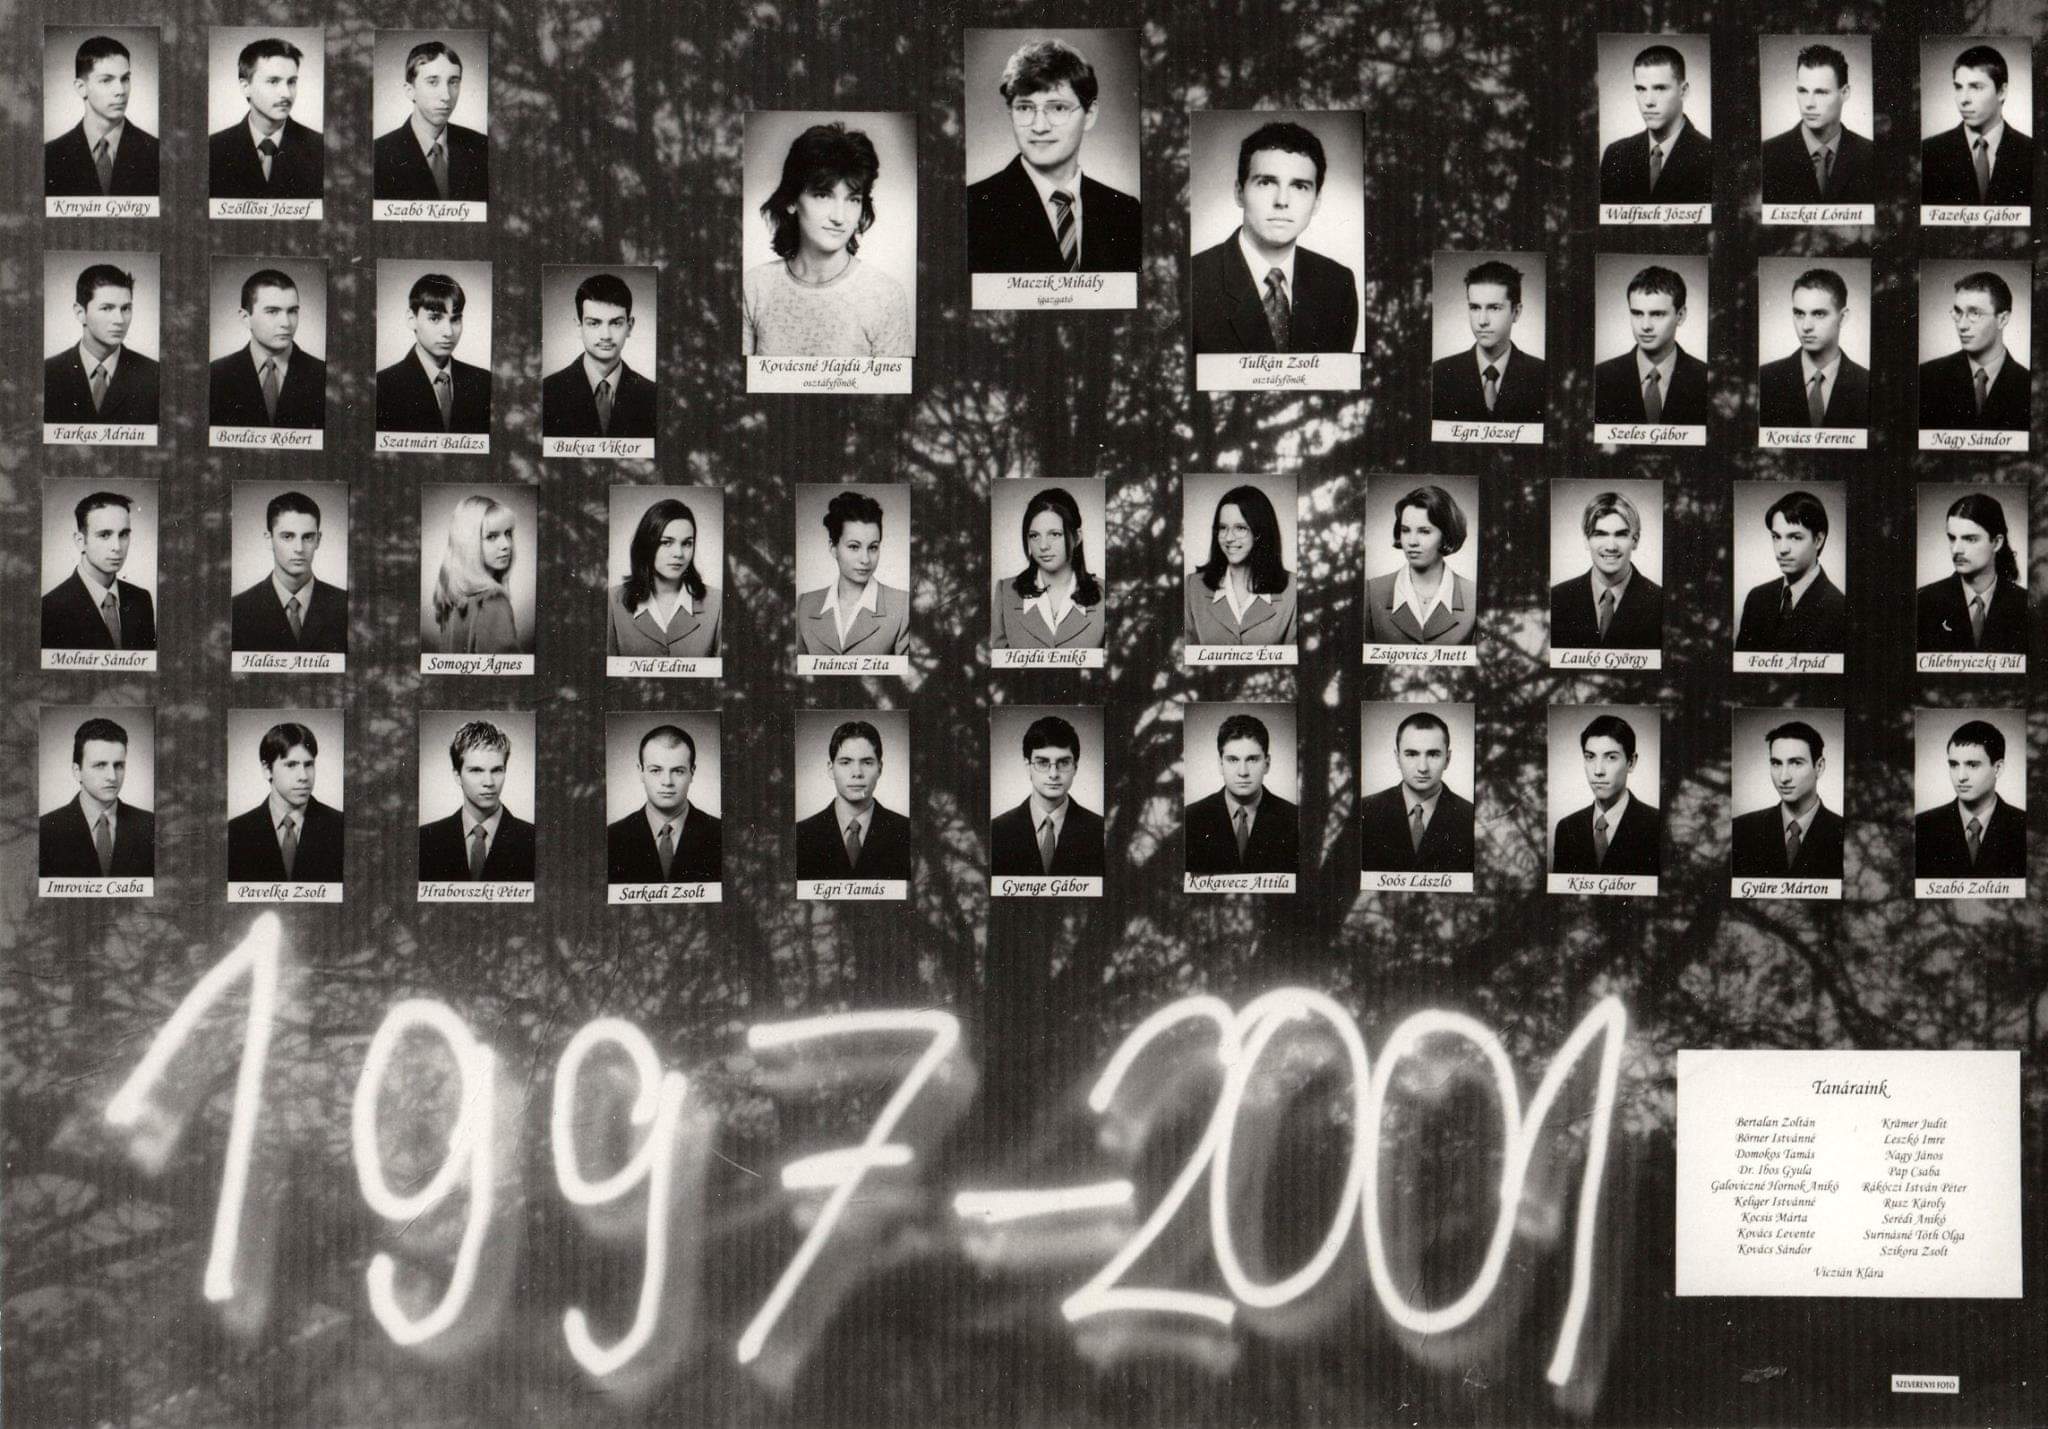 Krnyán György
Szöllősi József
Szabó Károly
Kovácsné Hajdú Ágnes
osztályfőnök
Maczik Mihály
igazgató
Tulkán Zsolt
osztályfőnök
Walfisch József
Liszkai Lóránt
Fazekas Gábor
Farkas Adrián
Bordács Róbert
Szatmári Balázs
Bukva Viktor
Egri József
Szeles Gábor
Kovács Ferenc
Nagy Sándor
Molnár Sándor
Halász Attila
Somogyi Ágnes
Nid Edina
Ináncsi Zita
Hajdú Enikő
Laurincz Éva
Zsigovics Anett
Laukó György
Focht Árpád
Chlebnyiczki Pál
Imrovicz Csaba
Pavelka Zsolt
Hrabovszki Péter
Sarkadi Zsolt
Egri Tamás
Gyenge Gábor
Kokavecz Attila
Soós László
Kiss Gábor
Gyüre Márton
Szabó Zoltán
1997-2001
Tanáraink
Bertalan Zoltán
Börner Istvánné
Domokos Tamás
Dr. Ibos Gyula
Galoviczné Hornok Anikó
Keliger Istvánné
Kocsis Márta
Kovács Levente
Kovács Sándor
Krämer Judit
Leszkó Imre
Nagy János
Pap Csaba
Rákóczi István Péter
Rusz Károly
Serédi Anikó
Surinásné Tóth Olga
Szikora Zsolt
Viczián Klára
SZEVERÉNYI FOTÓ